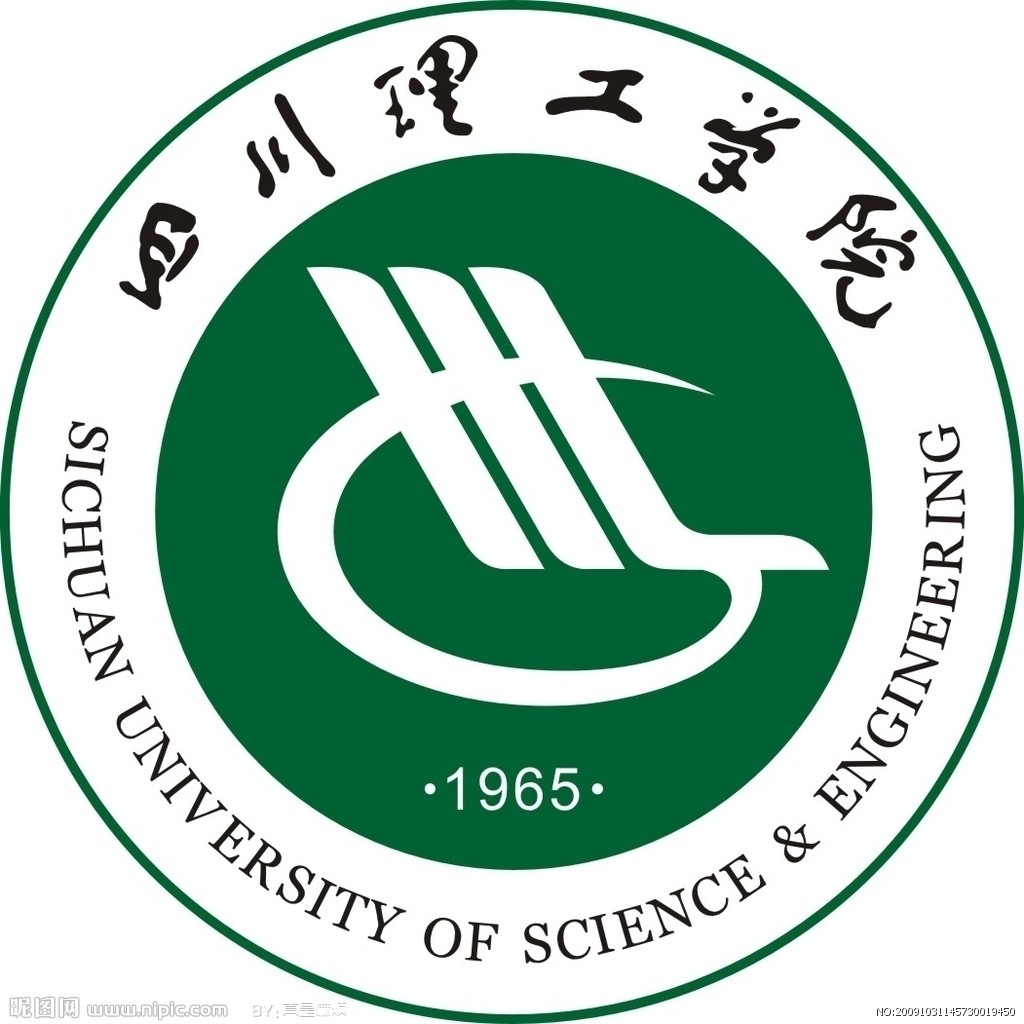 四川理工学院
SICHUAN UNIVERSITY OF SCIENCE & ENGINEERING
·1965·
昵图网 www.nipic.com
BY:
NO:20091031145730019450